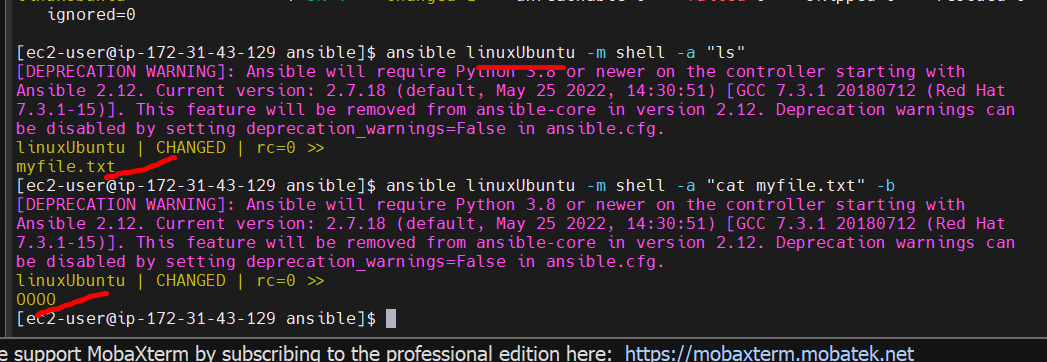 ignored=0
[ec2-user@ip-172-31-43-129 ansible]$ ansible linuxUbuntu -m shell -a "ls"
[DEPRECATION WARNING]: Ansible will require Python 3.8 or newer on the controller starting with
Ansible 2.12. Current version: 2.7.18 (default, May 25 2022, 14:30:51) [GCC 7.3.1 20180712 (Red Hat
7.3.1-15)]. This feature will be removed from ansible-core in version 2.12. Deprecation warnings can
be disabled by setting deprecation_warnings=False in ansible.cfg.
linuxUbuntu | CHANGED | rc=0 >>
myfile.txt
[ec2-user@ip-172-31-43-129 ansible]$ ansible linuxUbuntu -m shell -a "cat myfile.txt" -b
[DEPRECATION WARNING]: Ansible will require Python 3.8 or newer on the controller starting with
Ansible 2.12. Current version: 2.7.18 (default, May 25 2022, 14:30:51) [GCC 7.3.1 20180712 (Red Hat
7.3.1-15)]. This feature will be removed from ansible-core in version 2.12. Deprecation warnings can
be disabled by setting deprecation_warnings=False in ansible.cfg.
linuxUbuntu | CHANGED | rc=0 >>
OOOO
[ec2-user@ip-172-31-43-129 ansible]$
e support MobaXterm by subscribing to the professional edition here: https://mobaxterm.mobatek.net